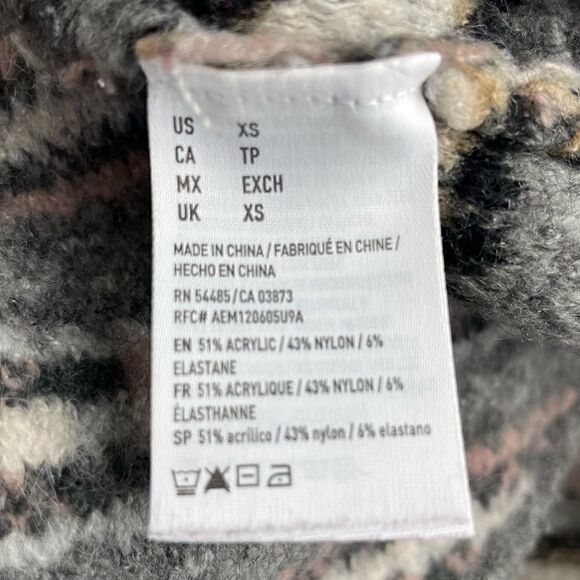 US XS
CA TP
MX EXCH
UK XS
MADE IN CHINA / FABRIQUÉ EN CHINE /
HECHO EN CHINA
RN 54485 / CA 03873
RFC# AEM120605U9A
EN 51% ACRYLIC / 43% NYLON / 6%
ELASTANE
FR 51% ACRYLIQUE / 43% NYLON / 6%
ÉLASTHANNE
SP 51% acrílico / 43% nylon / 6% elastano